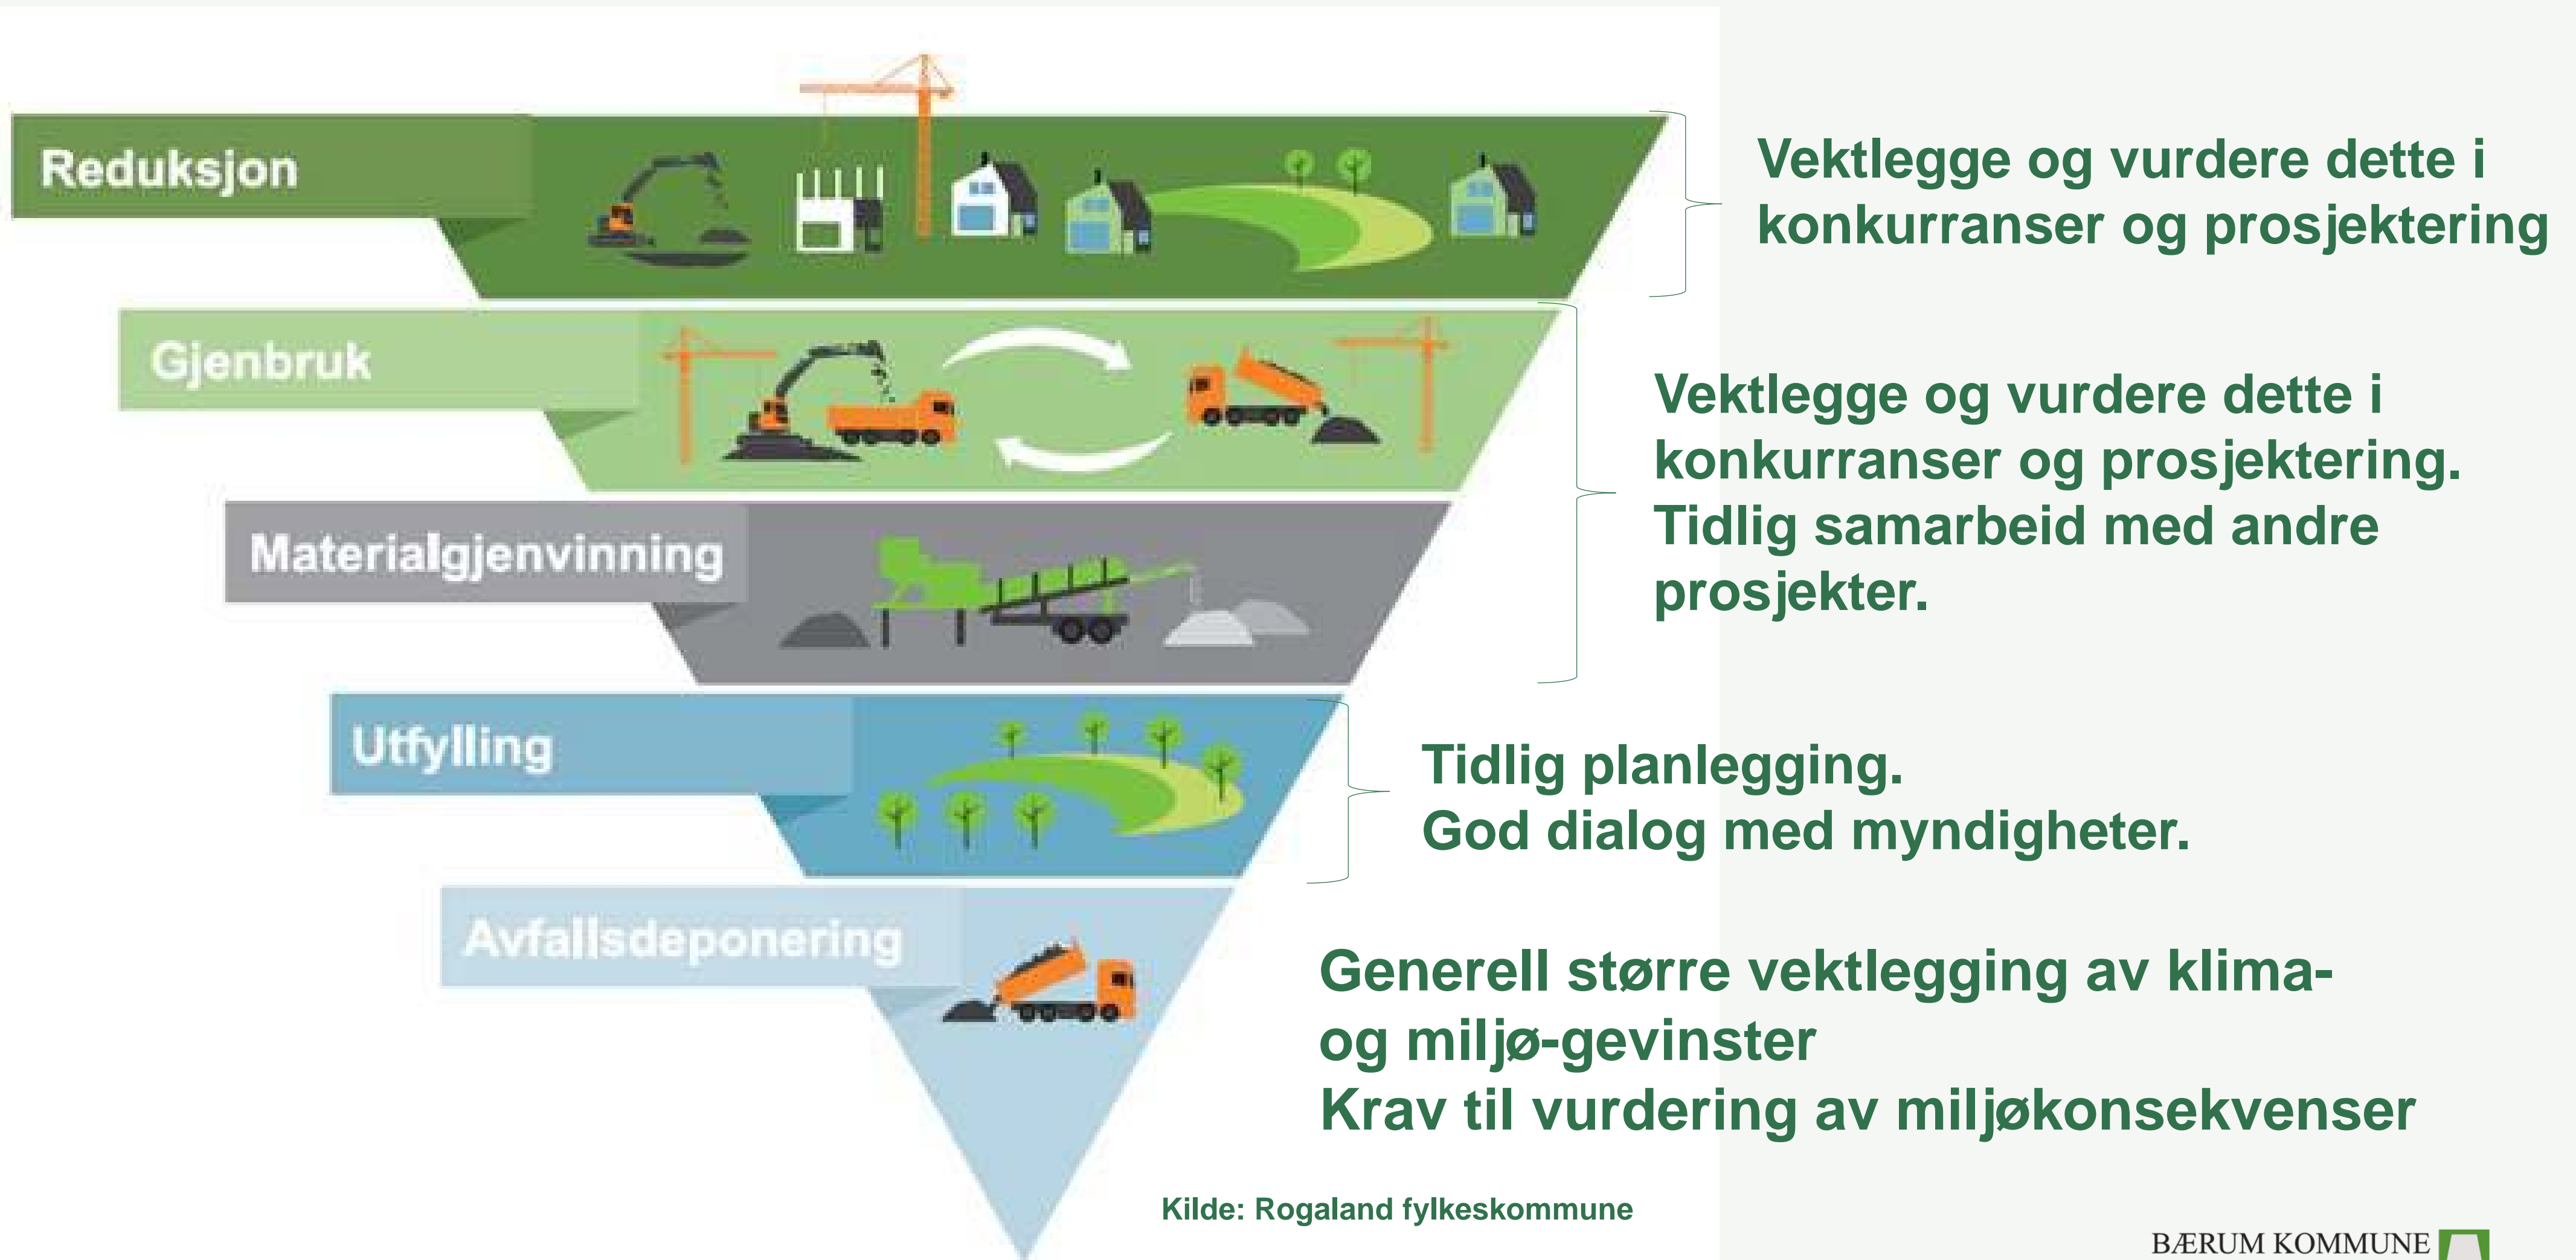 Reduksjon
Vektlegge og vurdere dette i
konkurranser og prosjektering
Gjenbruk
Vektlegge og vurdere dette i
konkurranser og prosjektering.
Tidlig samarbeid med andre
prosjekter.
Materialgjenvinning
Utfylling
Tidlig planlegging.
God dialog med myndigheter.
Avfallsdeponering
Generell større vektlegging av klima-
og miljø-gevinster
Krav til vurdering av miljøkonsekvenser
Kilde: Rogaland fylkeskommune
BÆRUM KOMMUNE